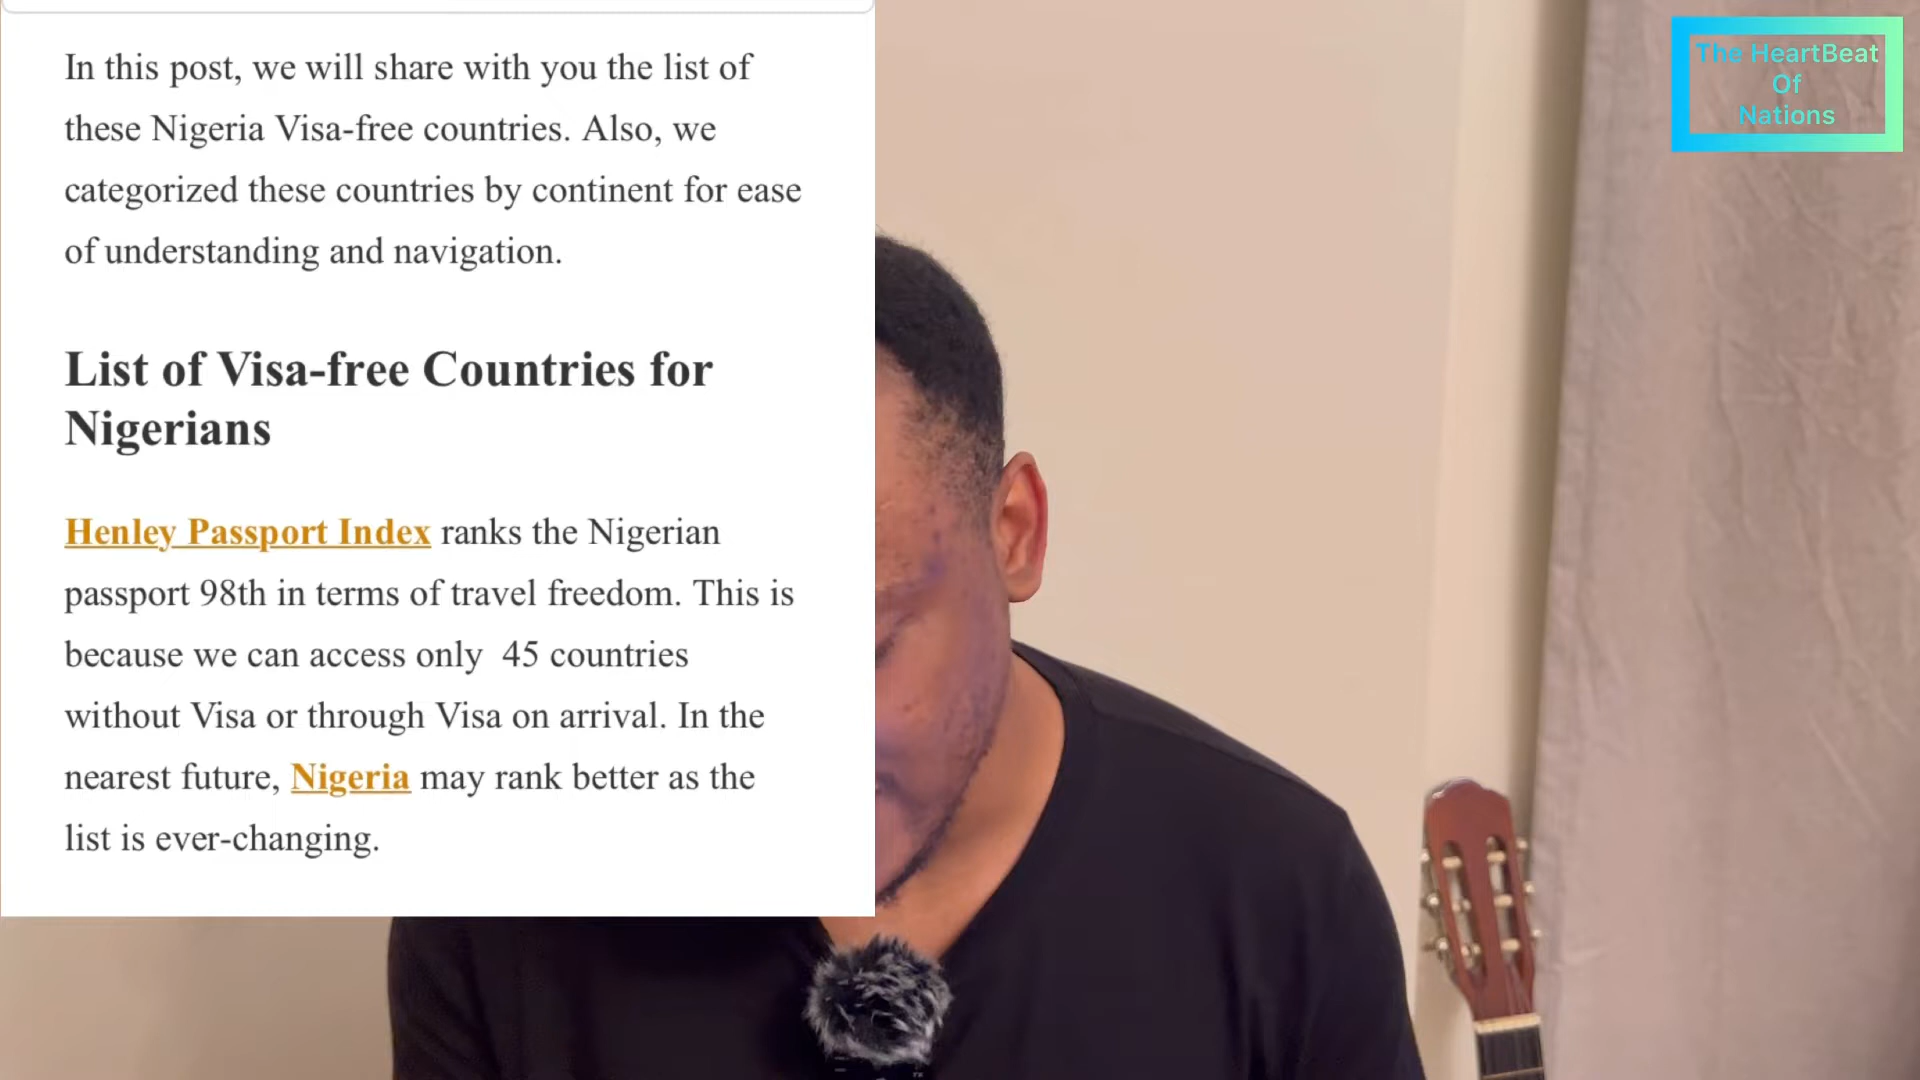 In this post, we will share with you the list of
these Nigeria Visa-free countries. Also, we
categorized these countries by continent for ease
of understanding and navigation.
List of Visa-free Countries for
Nigerians
Henley Passport Index ranks the Nigerian
passport 98th in terms of travel freedom. This is
because we can access only 45 countries
without Visa or through Visa on arrival. In the
nearest future, Nigeria may rank better as the
list is ever-changing.
The HeartBeat
Of
Nations